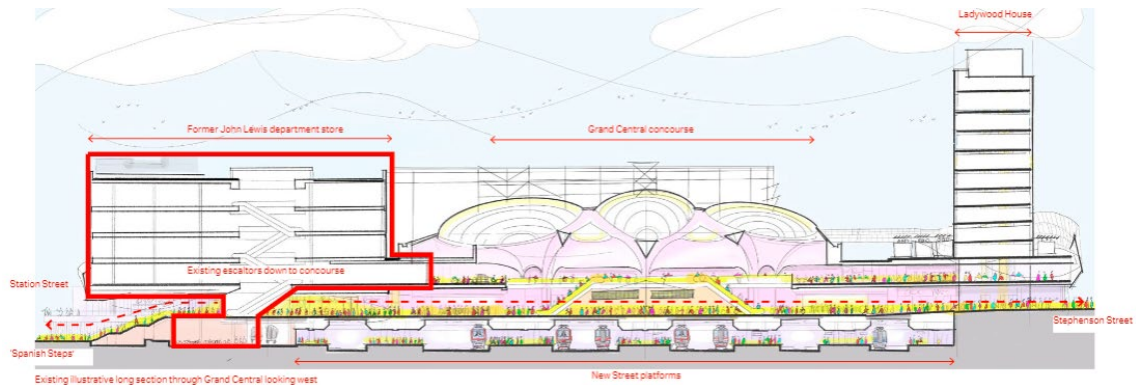 Ladywood House
Former John Lewis department store
Grand Central concourse
Existing escaltors down to concourse
Station Street
Stephenson Street
'Spanish Steps'
New Street platforms
Existing illustrative long section through Grand Central looking west